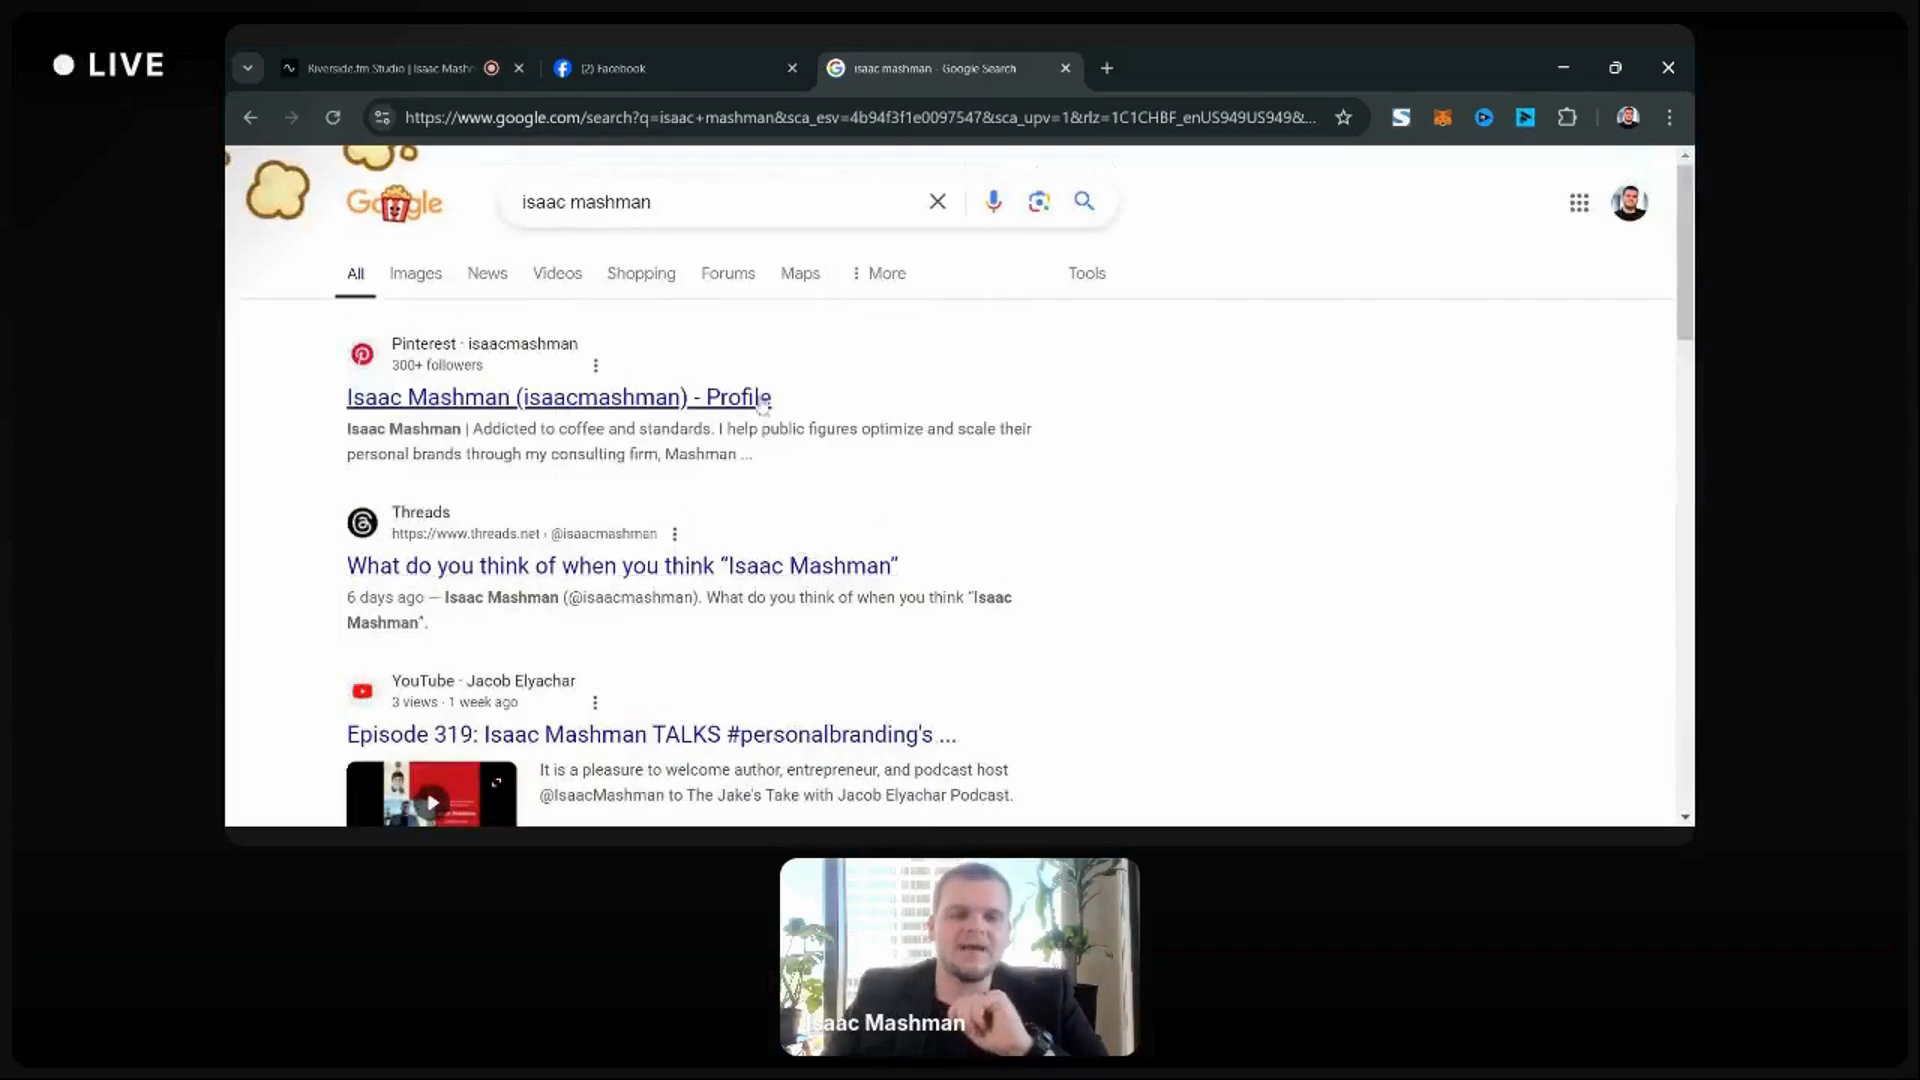 LIVE
Riverside.fm Studio | Isaac Mashm
(2) Facebook
isaac mashman - Google Search
https://www.google.com/search?q=isaac+mashman&sca_esv=4b94f3f1e0097547&sca_upv=1&rlz=1C1CHBF_enUS949US949&...
Google
isaac mashman
All
Images
News
Videos
Shopping
Forums
Maps
More
Tools
Pinterest · isaacmashman
300+ followers
Isaac Mashman (isaacmashman) - Profile
Isaac Mashman | Addicted to coffee and standards. I help public figures optimize and scale their
personal brands through my consulting firm, Mashman ...
Threads
https://www.threads.net › @isaacmashman
What do you think of when you think “Isaac Mashman”
6 days ago — Isaac Mashman (@isaacmashman). What do you think of when you think “Isaac
Mashman”.
YouTube · Jacob Elyachar
3 views · 1 week ago
Episode 319: Isaac Mashman TALKS #personalbranding's ...
It is a pleasure to welcome author, entrepreneur, and podcast host
@IsaacMashman to The Jake's Take with Jacob Elyachar Podcast.
Isaac Mashman